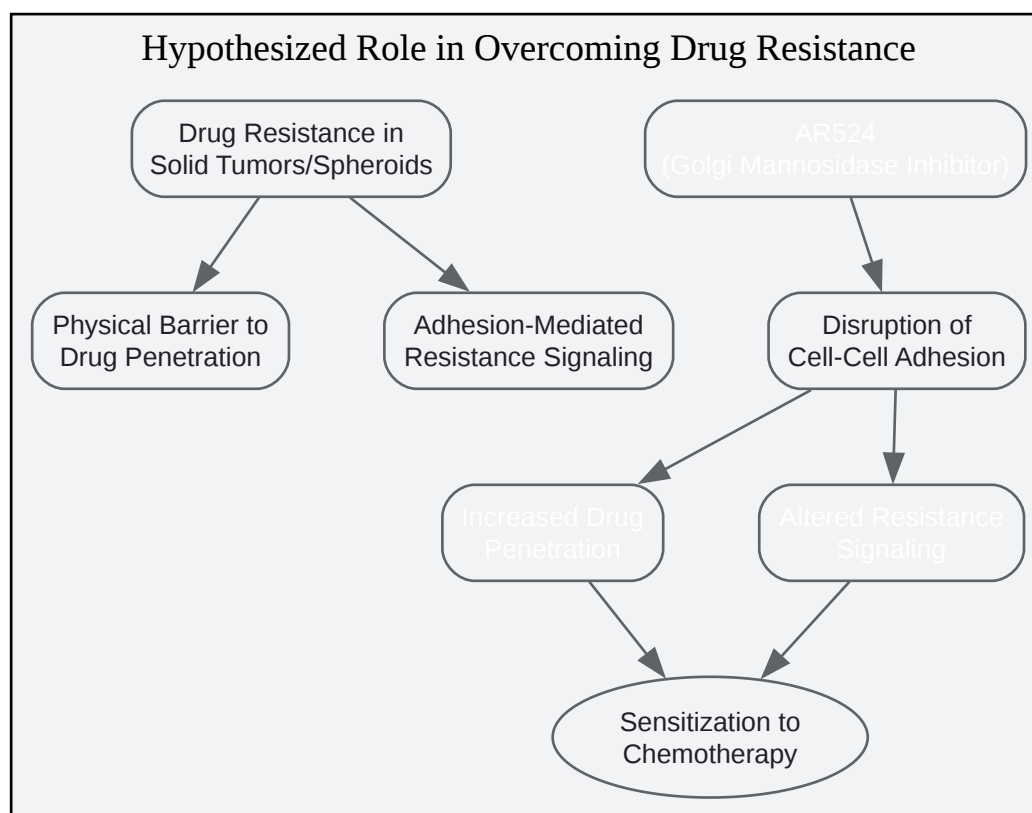 Hypothesized Role in Overcoming Drug Resistance
Drug Resistance in
Solid Tumors/Spheroids
AR524
(Golgi Mannosidase Inhibitor)
Physical Barrier to
Drug Penetration
Adhesion-Mediated
Resistance Signaling
Disruption of
Cell-Cell Adhesion
Increased Drug
Penetration
Altered Resistance
Signaling
Sensitization to
Chemotherapy